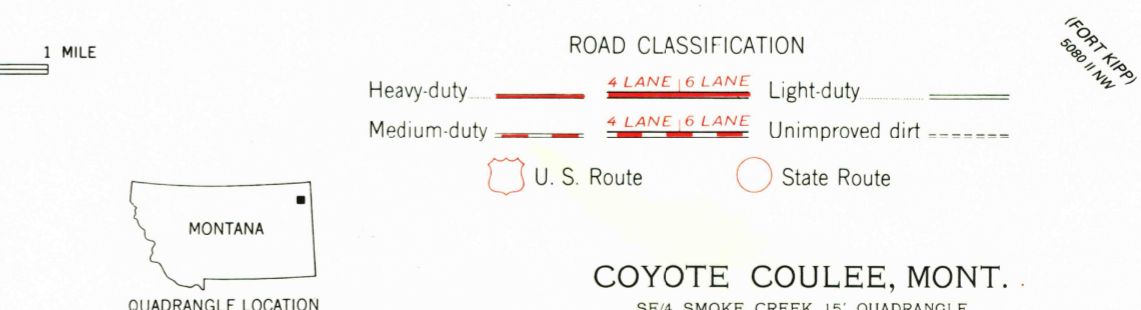 1 MILE
ROAD CLASSIFICATION
Heavy-duty
4 LANE 6 LANE
Light-duty
Medium-duty
4 LANE 6 LANE
Unimproved dirt
U. S. Route
State Route
(FORT KIPP)
5080 II NW
MONTANA
QUADRANGLE LOCATION
COYOTE COULEE, MONT.
SE/4 SMOKE CREEK 15' QUADRANGLE